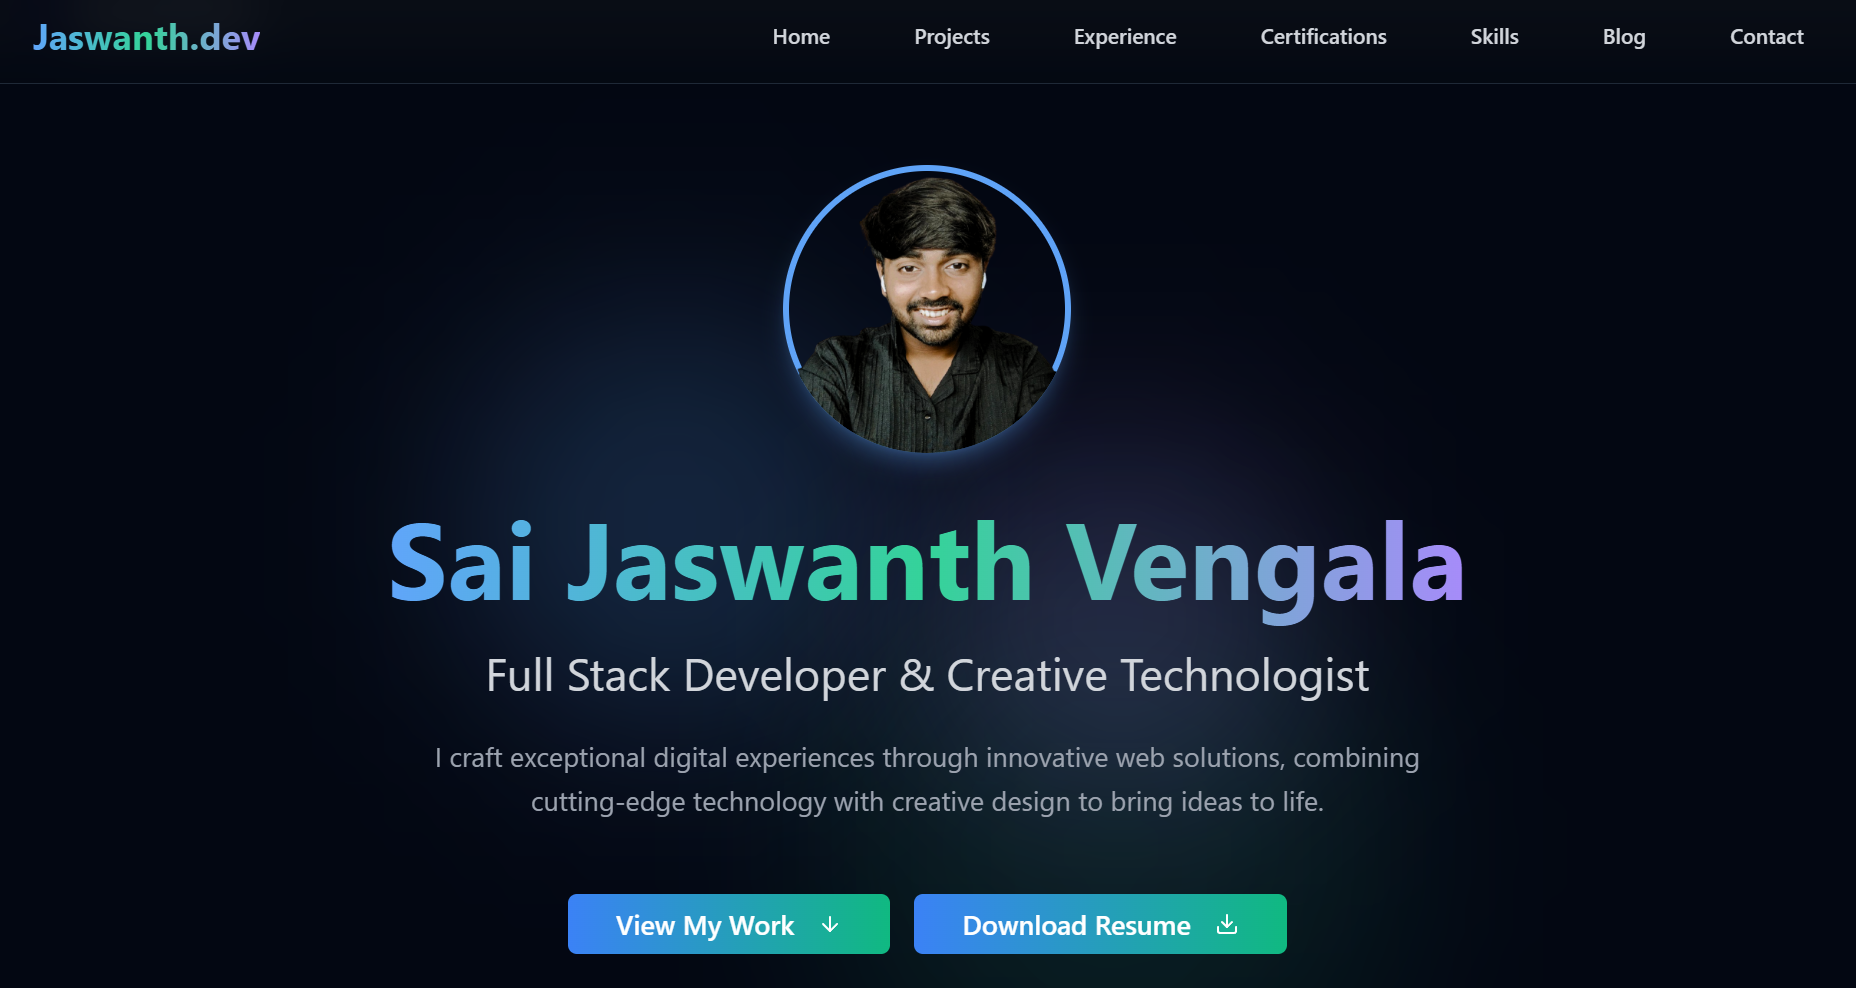 Jaswanth.dev
Home
Projects
Experience
Certifications
Skills
Blog
Contact
Sai Jaswanth Vengala
Full Stack Developer & Creative Technologist
I craft exceptional digital experiences through innovative web solutions, combining
cutting-edge technology with creative design to bring ideas to life.
View My Work
Download Resume